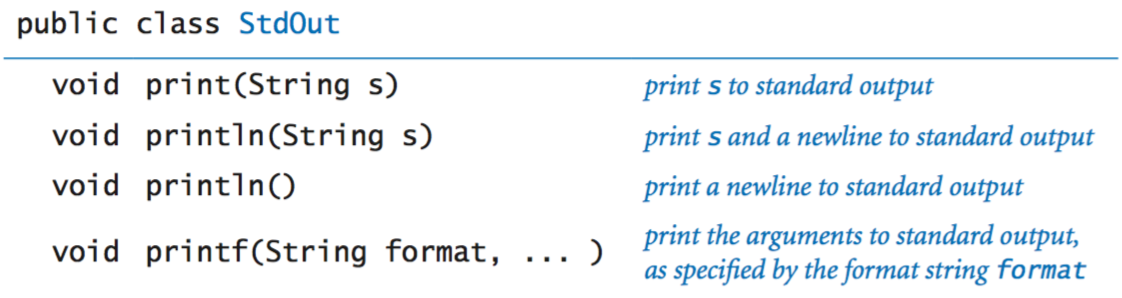 public class StdOut
void print(String s) print s to standard output
void println(String s) print s and a newline to standard output
void println() print a newline to standard output
void printf(String format, ... ) print the arguments to standard output,
as specified by the format string format